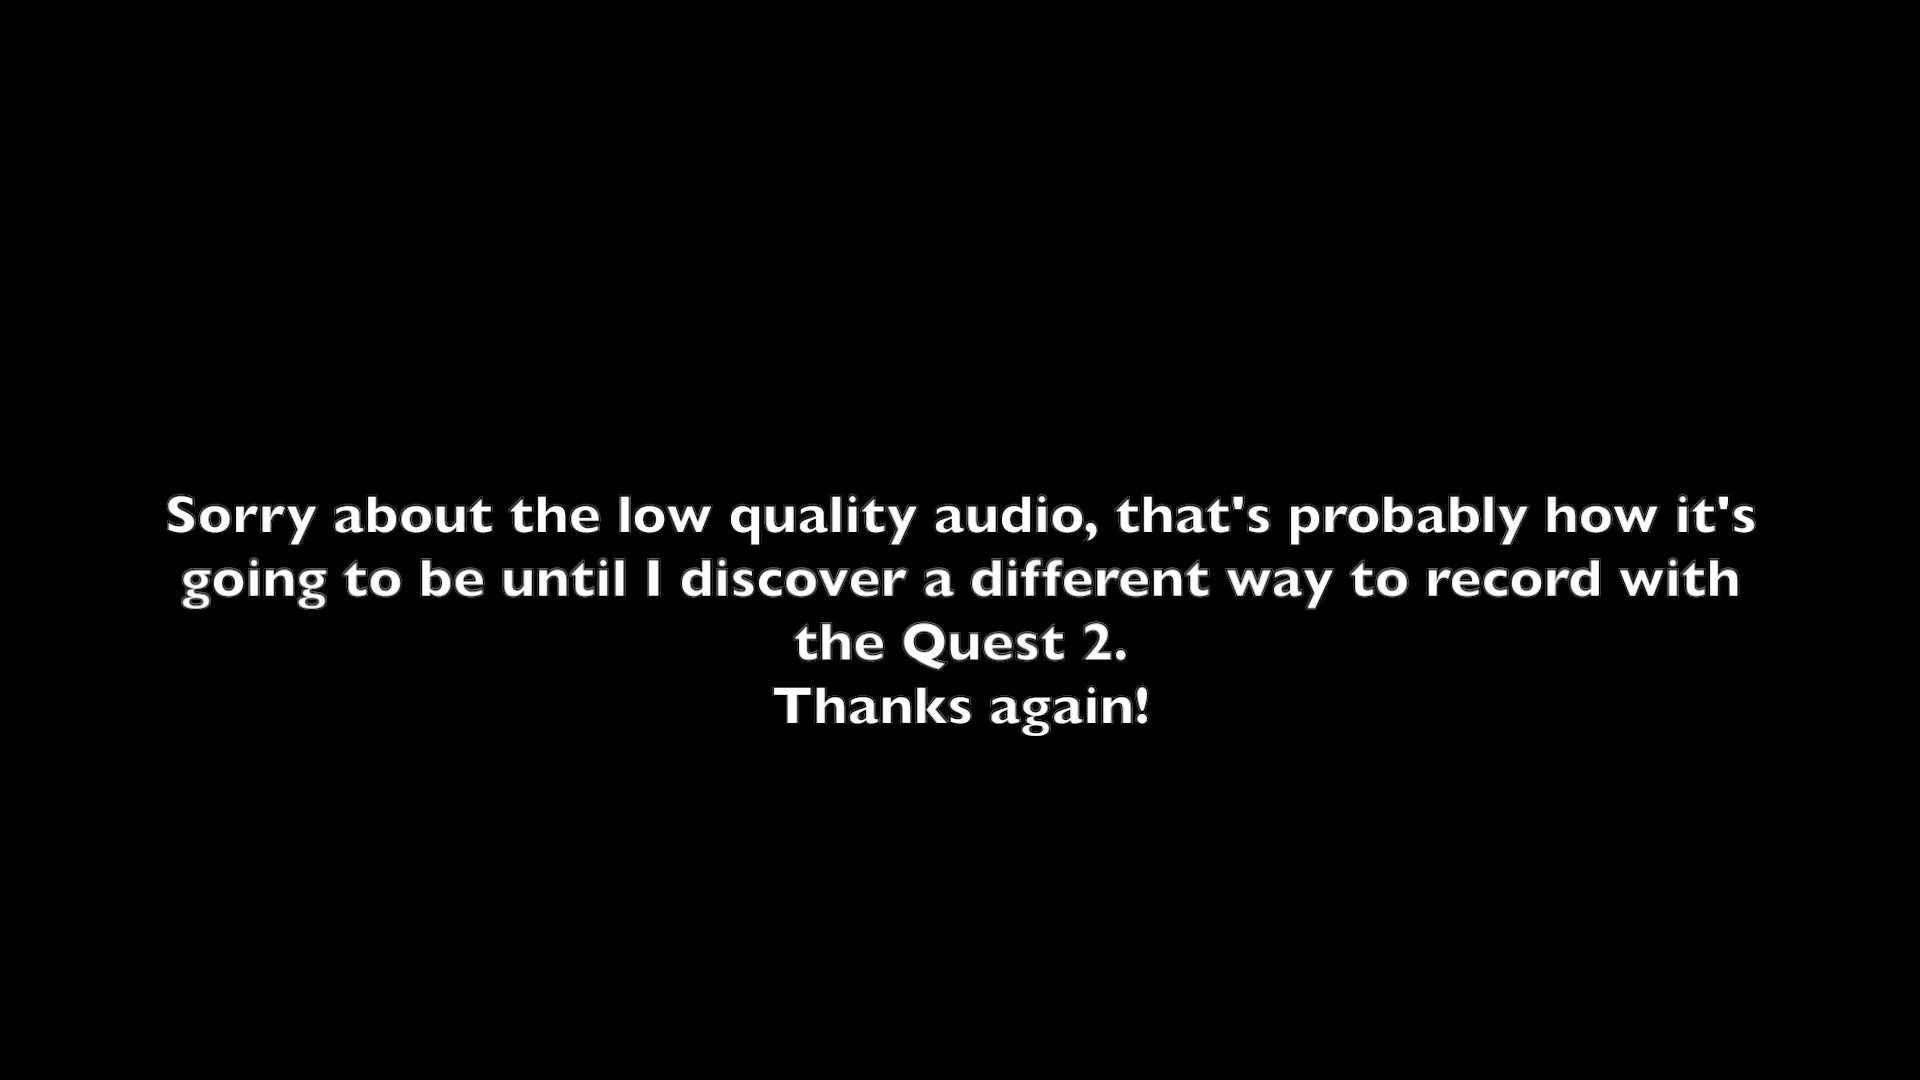 Sorry about the low quality audio, that's probably how it's
going to be until I discover a different way to record with
the Quest 2.
Thanks again!